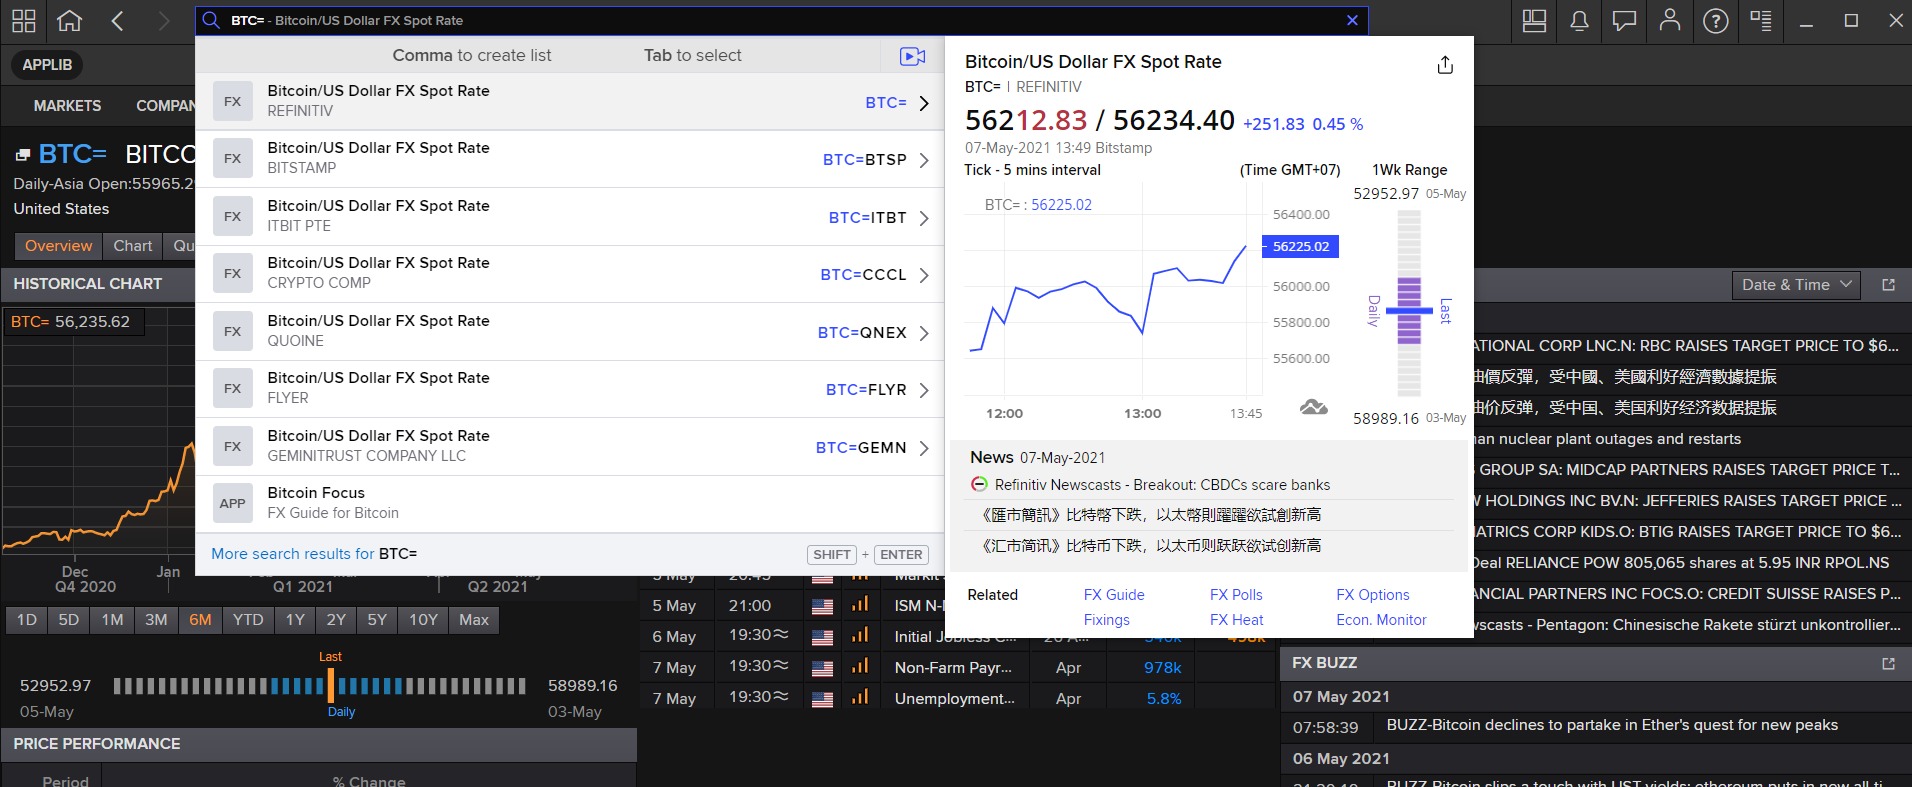 BTC= - Bitcoin/US Dollar FX Spot Rate
APPLIB
MARKETS
BTC=
Daily-Asia Open:55965.2
United States
Overview Chart
HISTORICAL CHART
BTC= 56,235.62
Dec Jan
Q4 2020 Q1 2021 Q2 2021
1D 5D 1M 3M 6M YTD 1Y 2Y 5Y 10Y Max
Last
52952.97 58989.16
05-May 03-May
Daily
PRICE PERFORMANCE
Period % Change
Comma to create list Tab to select
Bitcoin/US Dollar FX Spot Rate
FX BTC=
REFINITIV
Bitcoin/US Dollar FX Spot Rate
FX BTC=BTSP
BITSTAMP
Bitcoin/US Dollar FX Spot Rate
FX BTC=ITBT
ITBIT PTE
Bitcoin/US Dollar FX Spot Rate
FX BTC=CCCL
CRYPTO COMP
Bitcoin/US Dollar FX Spot Rate
FX BTC=QNEX
QUOINE
Bitcoin/US Dollar FX Spot Rate
FX BTC=FLYR
FLYER
Bitcoin/US Dollar FX Spot Rate
FX BTC=GEMN
GEMINITRUST COMPANY LLC
Bitcoin Focus
APP
FX Guide for Bitcoin
More search results for BTC= SHIFT + ENTER
Bitcoin/US Dollar FX Spot Rate
BTC= | REFINITIV
56212.83 / 56234.40 +251.83 0.45 %
07-May-2021 13:49 Bitstamp
Tick - 5 mins interval (Time GMT+07) 1Wk Range
52952.97 05-May
BTC= : 56225.02
56400.00
56225.02
56000.00
55800.00
55600.00
Daily
Last
12:00 13:00 13:45
58989.16 03-May
News 07-May-2021
Refinitiv Newscasts - Breakout: CBDCs scare banks
《匯市簡訊》比特幣下跌，以太幣則躍躍欲試創新高
《汇市简讯》比特币下跌，以太币则跃跃欲试创新高
Related FX Guide FX Polls FX Options
Fixings FX Heat Econ. Monitor
5 May 21:00 ISM N-
6 May 19:30≈ Initial
7 May 19:30≈ Non-Farm Payr... Apr 978k
7 May 19:30≈ Unemployment... Apr 5.8%
Date & Time
CORP LNC.N: RBC RAISES TARGET PRICE TO $6...
價反彈，受中國、美國利好經濟數據提振
价反弹，受中国、美国利好经济数据提振
nuclear plant outages and restarts
GROUP SA: MIDCAP PARTNERS RAISES TARGET PRICE T...
HOLDINGS INC BV.N: JEFFERIES RAISES TARGET PRICE ...
CORP KIDS.O: BTIG RAISES TARGET PRICE TO $6...
Deal RELIANCE POW 805,065 shares at 5.95 INR RPOL.NS
PARTNERS INC FOCS.O: CREDIT SUISSE RAISES P...
- Pentagon: Chinesische Rakete stürzt unkontrollier...
FX BUZZ
07 May 2021
07:58:39 BUZZ-Bitcoin declines to partake in Ether's quest for new peaks
06 May 2021
BUZZ-Bitcoin slips a touch with UST yields; ethereum puts in new all ti